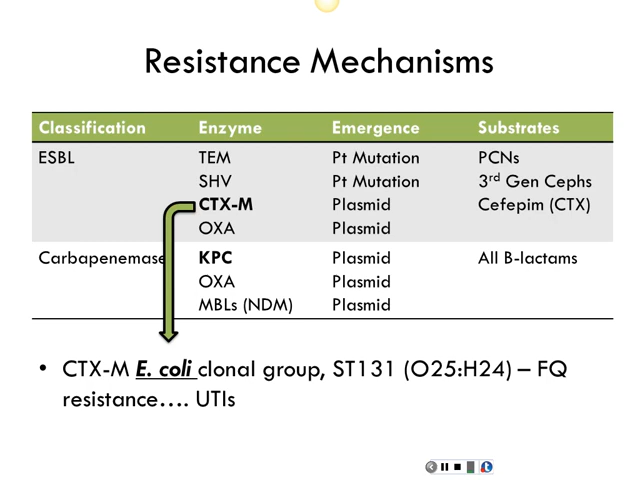 Resistance Mechanisms
Classification Enzyme Emergence Substrates
ESBL TEM Pt Mutation PCNs
SHV Pt Mutation 3rd Gen Cephs
CTX-M Plasmid Cefepim (CTX)
OXA Plasmid
Carbapenemase KPC Plasmid All B-lactams
OXA Plasmid
MBLs (NDM) Plasmid
• CTX-M E. coli clonal group, ST131 (O25:H24) – FQ
resistance…. UTIs